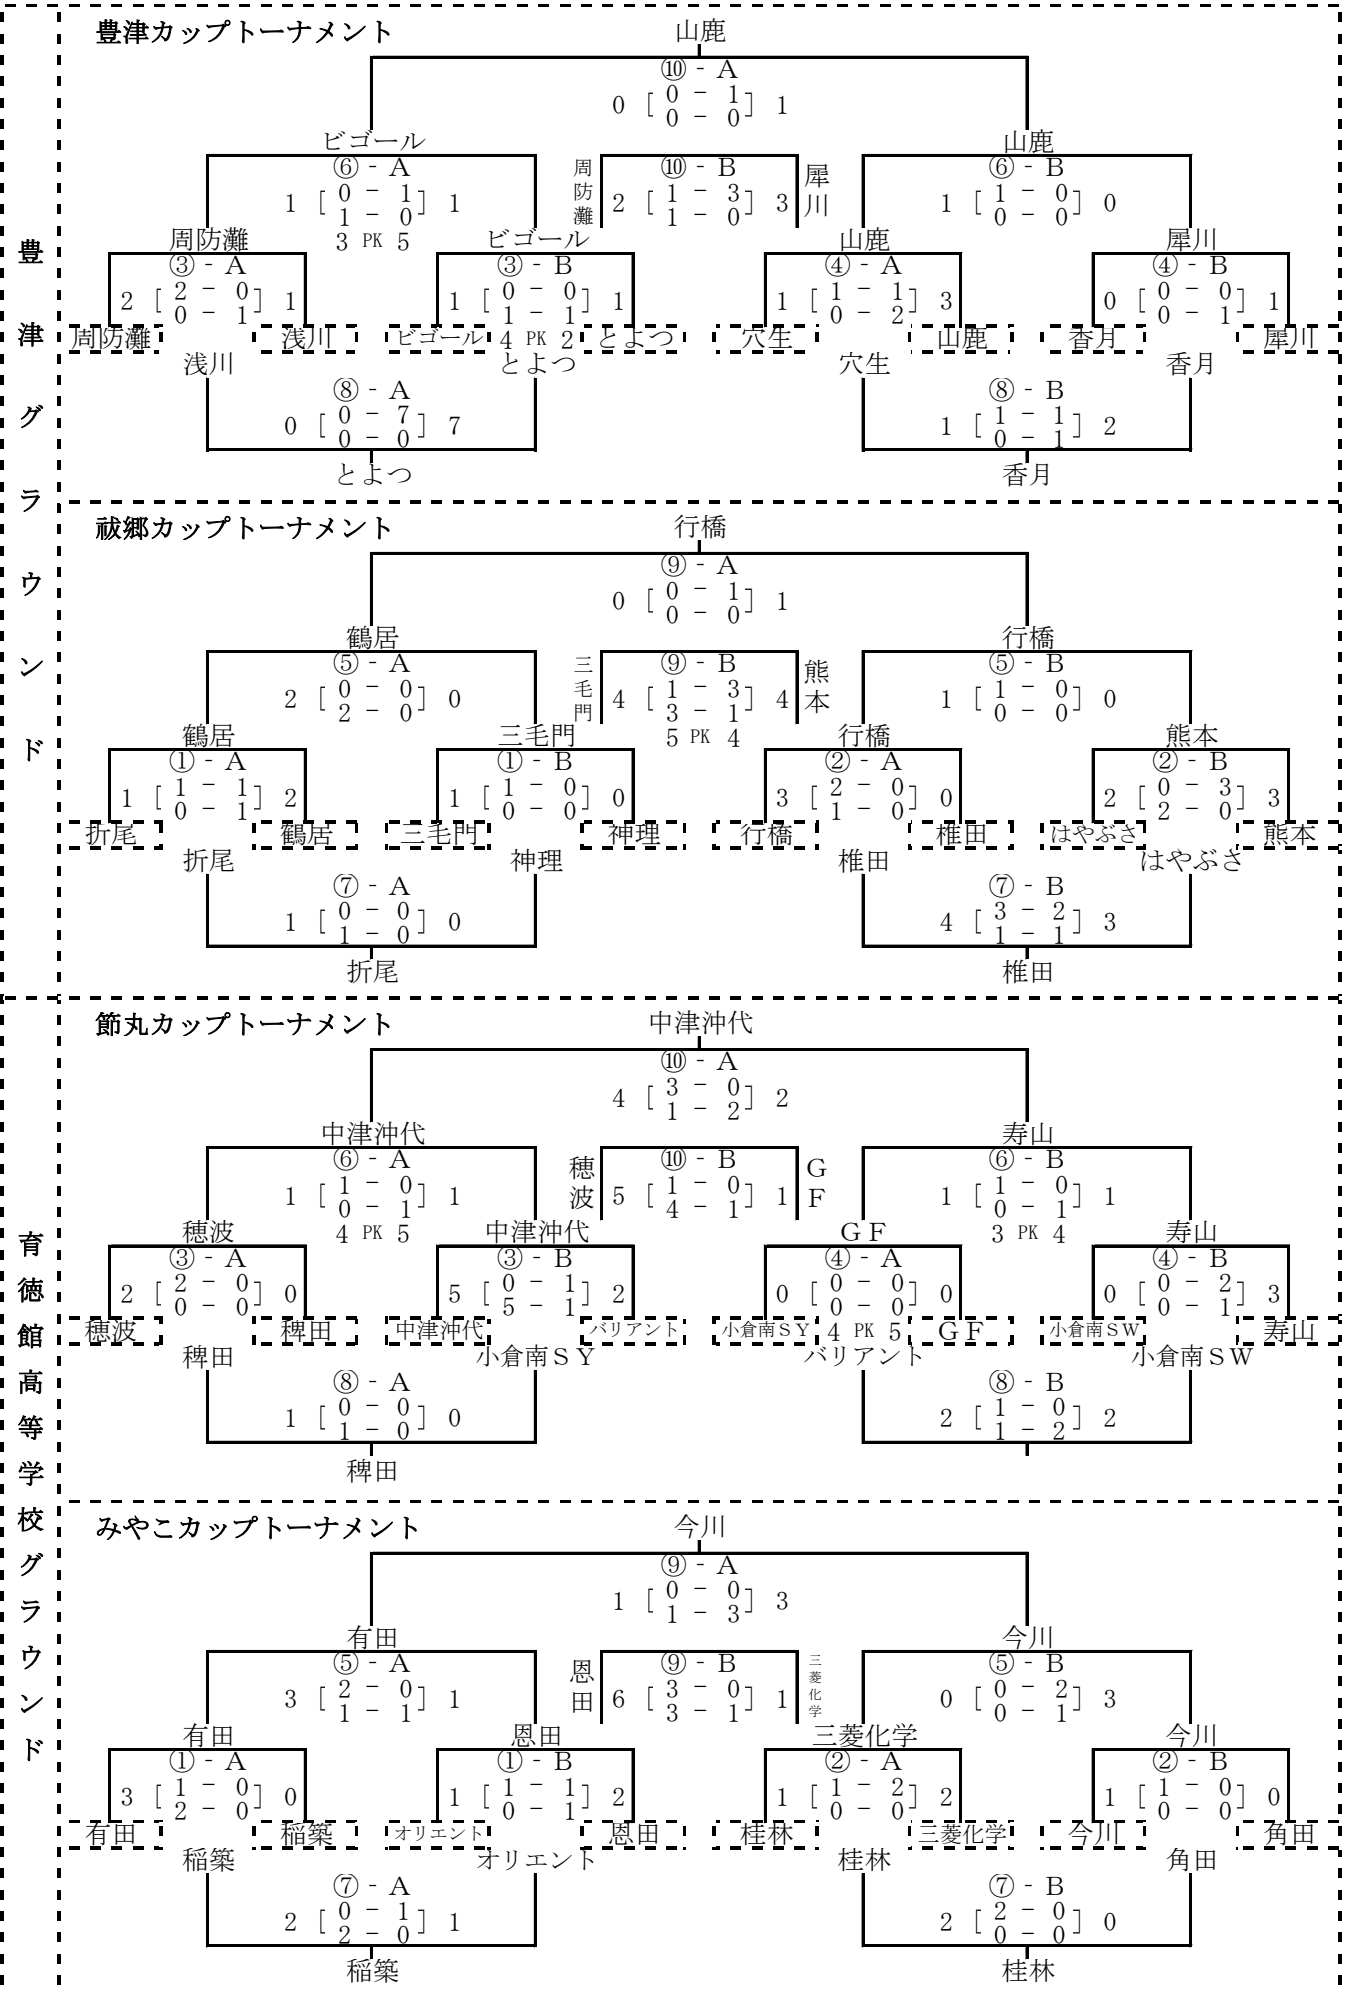 豊津グラウンド
豊津カップトーナメント
山鹿
⑩ - A
0 [ 0 - 1 ] 1
0 - 0
ビゴール 山鹿
⑥ - A 周防灘 ⑩ - B 犀川 ⑥ - B
1 [ 0 - 1 ] 1 2 [ 1 - 3 ] 3 1 [ 1 - 0 ] 0
1 - 0 1 - 0 0 - 0
3 PK 5
周防灘 ビゴール 山鹿 犀川
③ - A ③ - B ④ - A ④ - B
2 [ 2 - 0 ] 1 1 [ 0 - 0 ] 1 1 [ 1 - 1 ] 3 0 [ 0 - 0 ] 1
0 - 1 1 - 1 0 - 2 0 - 1
周防灘 浅川 ビゴール 4 PK 2 とよつ 穴生 山鹿 香月 犀川
浅川 とよつ 穴生 香月
⑧ - A ⑧ - B
0 [ 0 - 7 ] 7 1 [ 1 - 1 ] 2
0 - 0 0 - 1
とよつ 香月
祓郷カップトーナメント
行橋
⑨ - A
0 [ 0 - 1 ] 1
0 - 0
鶴居 行橋
⑤ - A 三毛門 ⑨ - B 熊本 ⑤ - B
2 [ 0 - 0 ] 0 4 [ 1 - 3 ] 4 1 [ 1 - 0 ] 0
2 - 0 3 - 1 0 - 0
5 PK 4
鶴居 三毛門 行橋 熊本
① - A ① - B ② - A ② - B
1 [ 1 - 1 ] 2 1 [ 1 - 0 ] 0 3 [ 2 - 0 ] 0 2 [ 0 - 3 ] 3
0 - 1 0 - 0 1 - 0 2 - 0
折尾 鶴居 三毛門 神理 行橋 椎田 はやぶさ 熊本
折尾 神理 椎田 はやぶさ
⑦ - A ⑦ - B
1 [ 0 - 0 ] 0 4 [ 3 - 2 ] 3
1 - 0 1 - 1
折尾 椎田
育徳館高等学校グラウンド
節丸カップトーナメント
中津沖代
⑩ - A
4 [ 3 - 0 ] 2
1 - 2
中津沖代 寿山
⑥ - A 穂波 ⑩ - B GF ⑥ - B
1 [ 1 - 0 ] 1 5 [ 1 - 0 ] 1 1 [ 1 - 0 ] 1
0 - 1 4 - 1 0 - 1
4 PK 5 3 PK 4
穂波 中津沖代 GF 寿山
③ - A ③ - B ④ - A ④ - B
2 [ 2 - 0 ] 0 5 [ 0 - 1 ] 2 0 [ 0 - 0 ] 0 0 [ 0 - 2 ] 3
0 - 0 5 - 1 0 - 0 0 - 1
穂波 稗田 中津沖代 バリアント 小倉南SY 4 PK 5 GF 小倉南SW 寿山
稗田 小倉南SY バリアント 小倉南SW
⑧ - A ⑧ - B
1 [ 0 - 0 ] 0 2 [ 1 - 0 ] 2
1 - 0 1 - 2
稗田
みやこカップトーナメント
今川
⑨ - A
1 [ 0 - 0 ] 3
1 - 3
有田 今川
⑤ - A 恩田 ⑨ - B 三菱化学 ⑤ - B
3 [ 2 - 0 ] 1 6 [ 3 - 0 ] 1 0 [ 0 - 2 ] 3
1 - 1 3 - 1 0 - 1
有田 恩田 三菱化学 今川
① - A ① - B ② - A ② - B
3 [ 1 - 0 ] 0 1 [ 1 - 1 ] 2 1 [ 1 - 2 ] 2 1 [ 1 - 0 ] 0
2 - 0 0 - 1 0 - 0 0 - 0
有田 稲築 オリエント 恩田 桂林 三菱化学 今川 角田
稲築 オリエント 桂林 角田
⑦ - A ⑦ - B
2 [ 0 - 1 ] 1 2 [ 2 - 0 ] 0
2 - 0 0 - 0
稲築 桂林